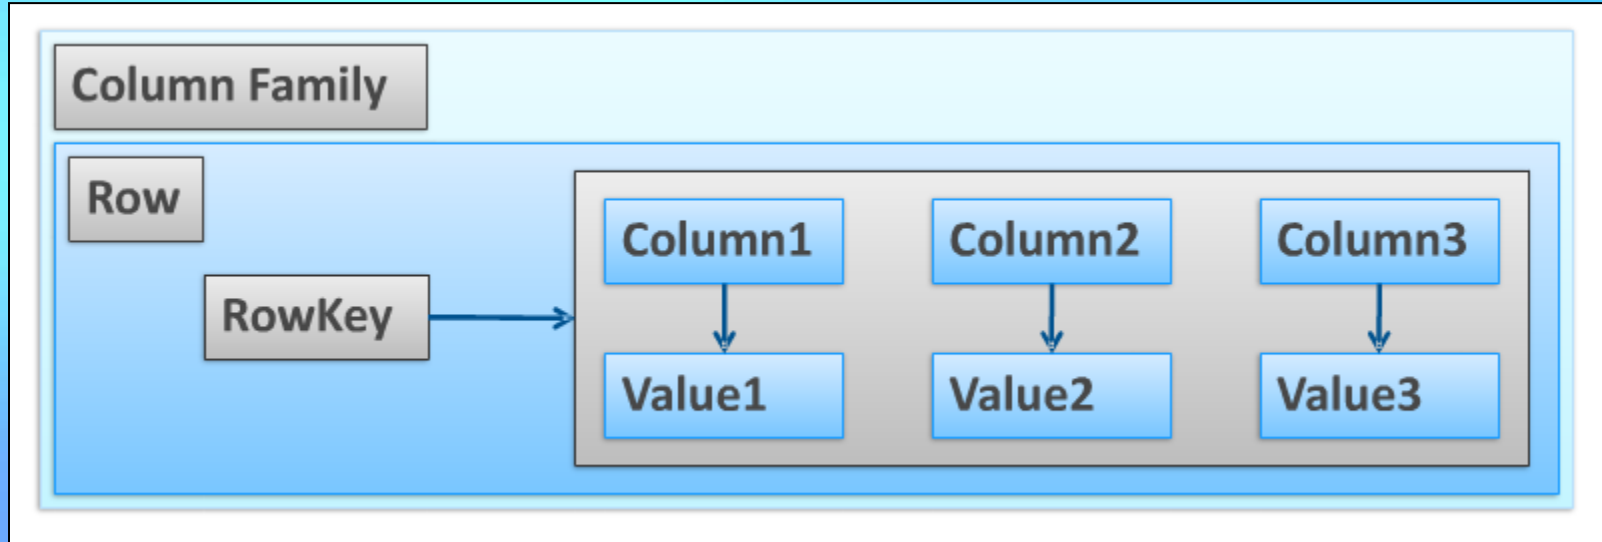 Column Family
Row
Column1 Column2 Column3
RowKey
Value1 Value2 Value3